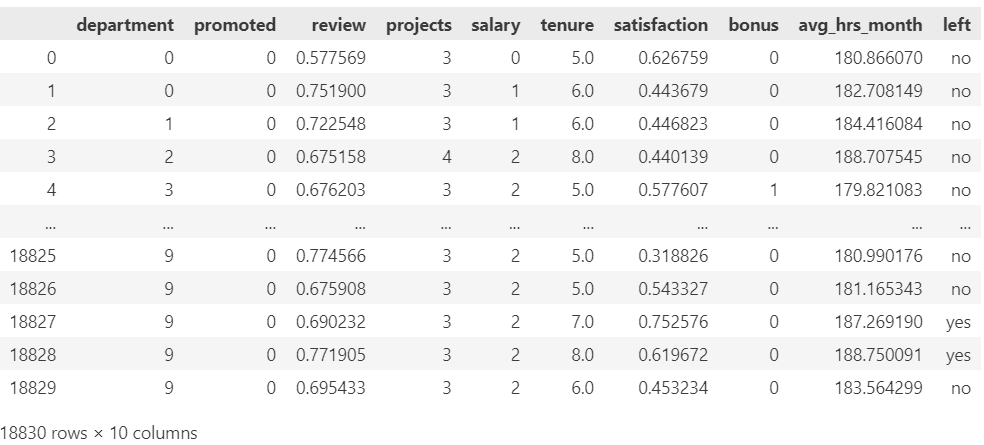 department promoted review projects salary tenure satisfaction bonus avg_hrs_month left
0 0 0 0.577569 3 0 5.0 0.626759 0 180.866070 no
1 0 0 0.751900 3 1 6.0 0.443679 0 182.708149 no
2 1 0 0.722548 3 1 6.0 0.446823 0 184.416084 no
3 2 0 0.675158 4 2 8.0 0.440139 0 188.707545 no
4 3 0 0.676203 3 2 5.0 0.577607 1 179.821083 no
... ... ... ... ... ... ... ... ... ... ...
18825 9 0 0.774566 3 2 5.0 0.318826 0 180.990176 no
18826 9 0 0.675908 3 2 5.0 0.543327 0 181.165343 no
18827 9 0 0.690232 3 2 7.0 0.752576 0 187.269190 yes
18828 9 0 0.771905 3 2 8.0 0.619672 0 188.750091 yes
18829 9 0 0.695433 3 2 6.0 0.453234 0 183.564299 no
18830 rows × 10 columns